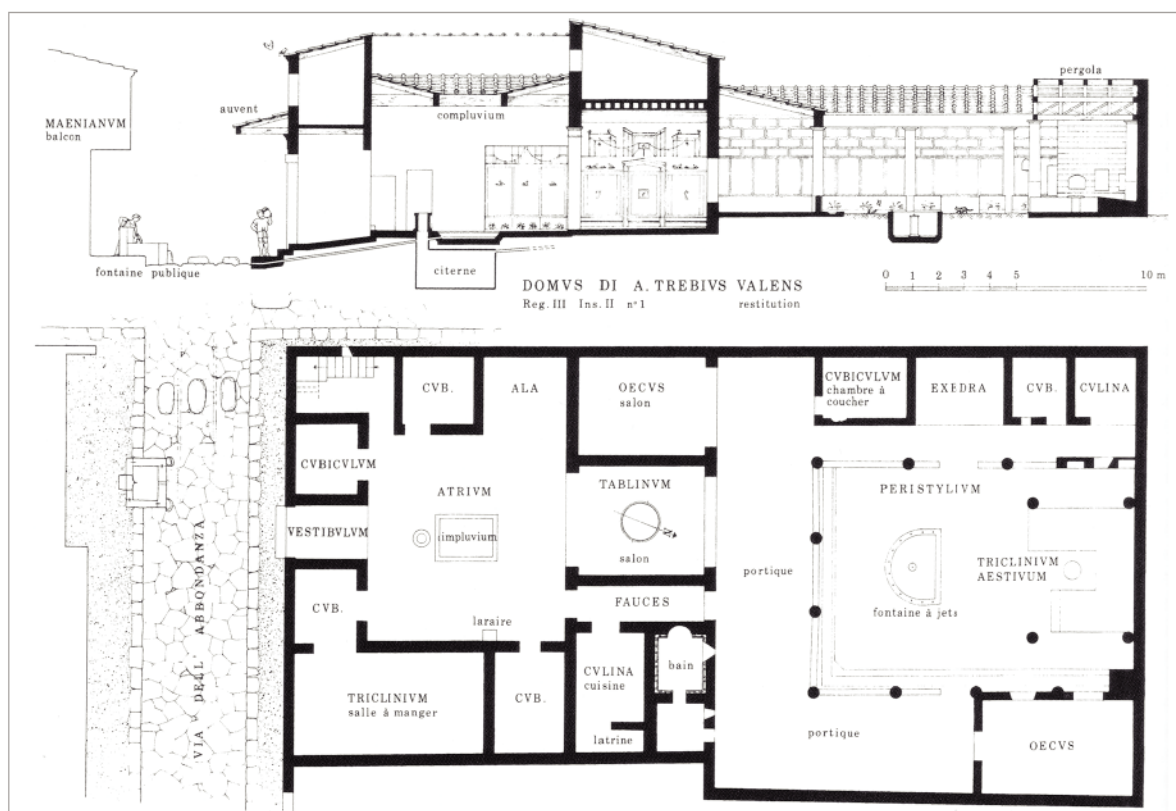 pergola
auvent
MAENIANVM
balcon
compluvium
fontaine publique
citerne
DOMVS DI A. TREBIVS VALENS
Reg. III Ins. II n°1 restitution
0 1 2 3 4 5 10 m
CVB.
ALA
OECVS
salon
CVBICVLVM
chambre à
coucher
EXEDRA
CVB.
CVLINA
CVBICVLVM
ATRIVM
TABLINVM
PERISTYLIVM
VESTIBVLVM
impluvium
salon
portique
TRICLINIVM
AESTIVUM
fontaine à jets
CVB.
FAUCES
laraire
VIA DELL' ABBONDANZA
TRICLINIVM
salle à manger
CVB.
CVLINA
cuisine
bain
latrine
portique
OECVS